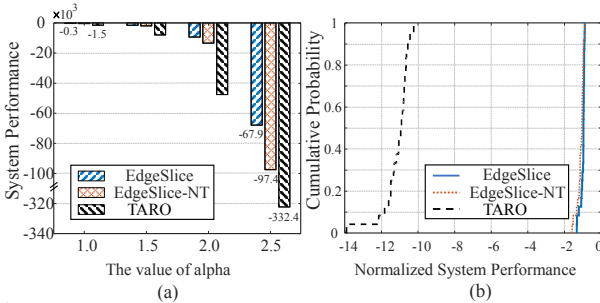 ×10³
0
-20
-40
-60
-80
-100
-320
-340
System Performance
-0.3
-1.5
-67.9
-97.4
-332.4
EdgeSlice
EdgeSlice-NT
TARO
1.0
1.5
2.0
2.5
The value of alpha
(a)
Cumulative Probability
1
0.8
0.6
0.4
0.2
0
EdgeSlice
EdgeSlice-NT
TARO
-14
-12
-10
-8
-6
-4
-2
0
Normalized System Performance
(b)